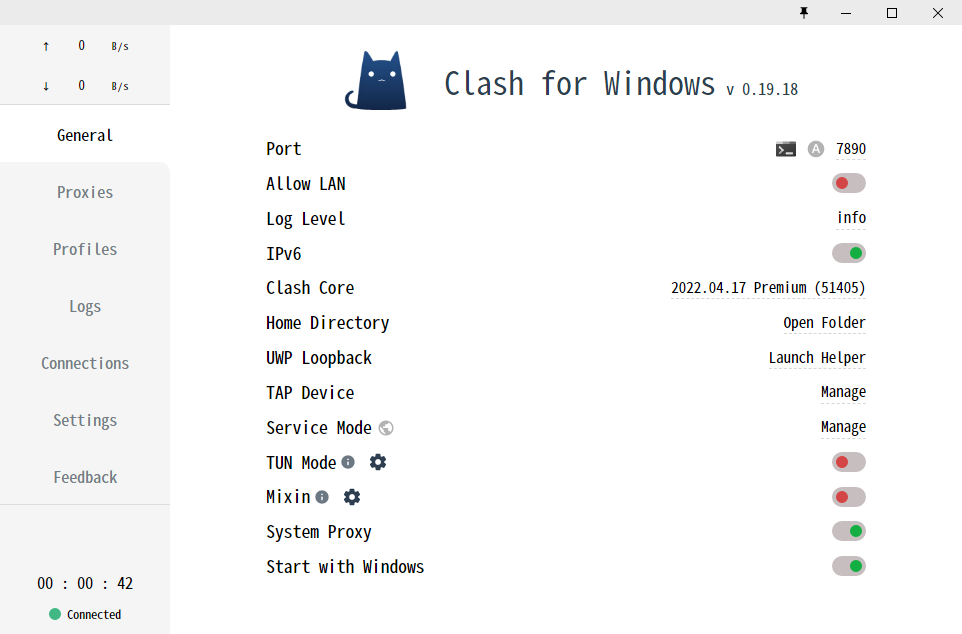 ↑ 0 B/s
↓ 0 B/s
General
Proxies
Profiles
Logs
Connections
Settings
Feedback
00 : 00 : 42
Connected
Clash for Windows v 0.19.18
Port A 7890
Allow LAN
Log Level info
IPv6
Clash Core 2022.04.17 Premium (51405)
Home Directory Open Folder
UWP Loopback Launch Helper
TAP Device Manage
Service Mode Manage
TUN Mode
Mixin
System Proxy
Start with Windows